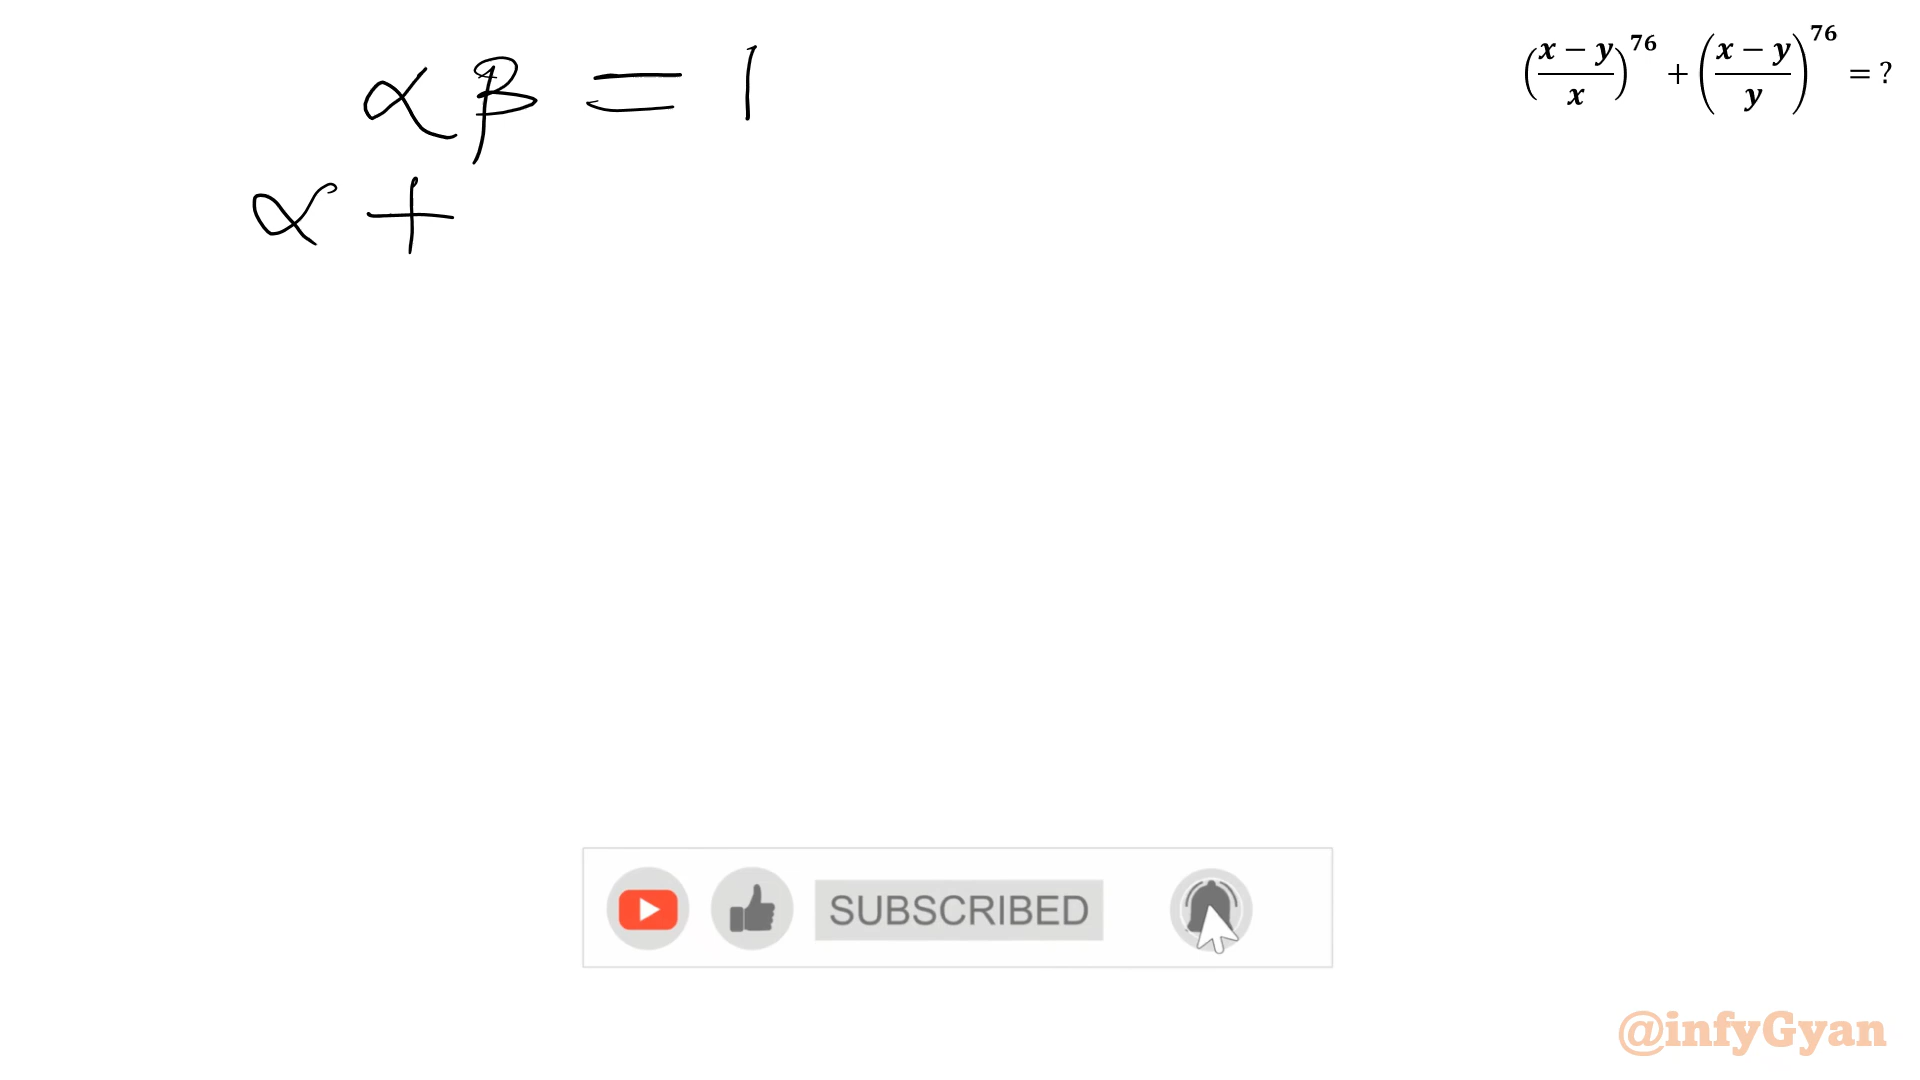 αβ = 1
((x − y)/x)^76 + ((x − y)/y)^76 = ?
α +
SUBSCRIBED
@infyGyan